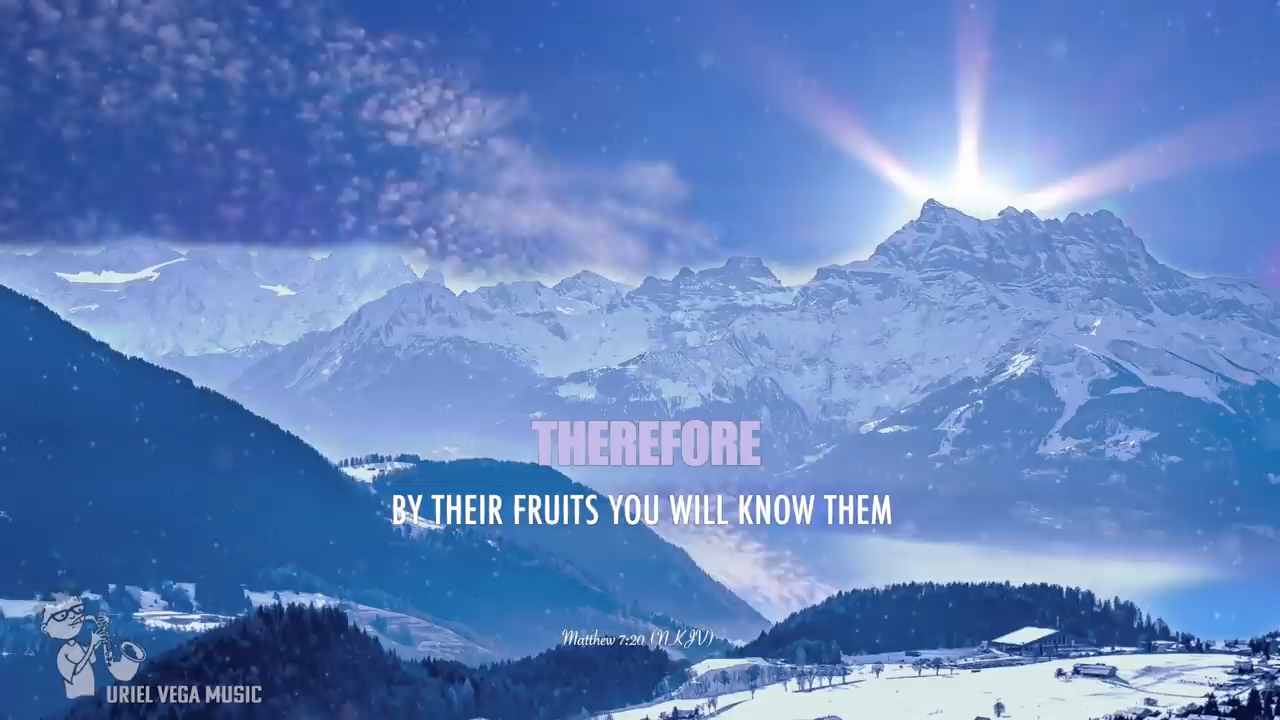 THEREFORE
BY THEIR FRUITS YOU WILL KNOW THEM
Matthew 7:20 (NKJV)
URIEL VEGA MUSIC